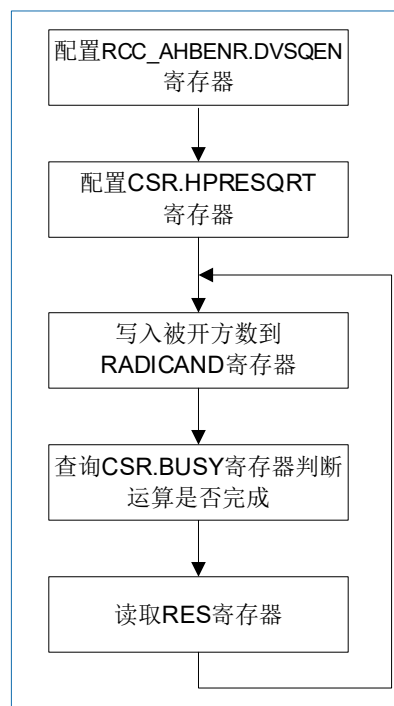 配置RCC_AHBENR.DVSQEN
寄存器
配置CSR.HPRESQRT
寄存器
写入被开方数到
RADICAND寄存器
查询CSR.BUSY寄存器判断
运算是否完成
读取RES寄存器